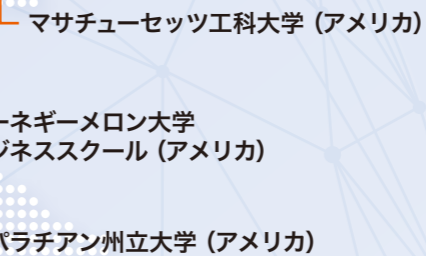 マサチューセッツ工科大学（アメリカ）
ーネギーメロン大学
ジネススクール（アメリカ）
パラチアン州立大学（アメリカ）